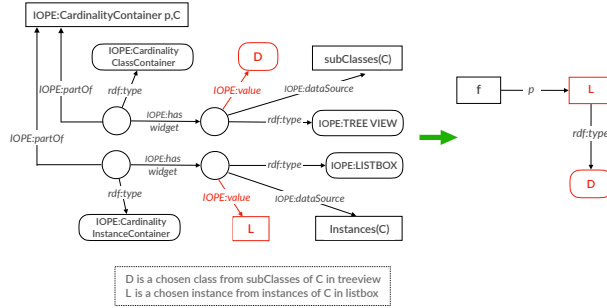 IOPE:CardinalityContainer p,C
IOPE:Cardinality
ClassContainer
D
subClasses(C)
IOPE:partOf
rdf:type
IOPE:value
IOPE:dataSource
f
p
L
IOPE:has
widget
rdf:type
IOPE:TREE VIEW
IOPE:partOf
rdf:type
IOPE:has
widget
rdf:type
IOPE:LISTBOX
rdf:type
IOPE:value
IOPE:dataSource
D
IOPE:Cardinality
InstanceContainer
L
Instances(C)
D is a chosen class from subClasses of C in treeview
L is a chosen instance from instances of C in listbox